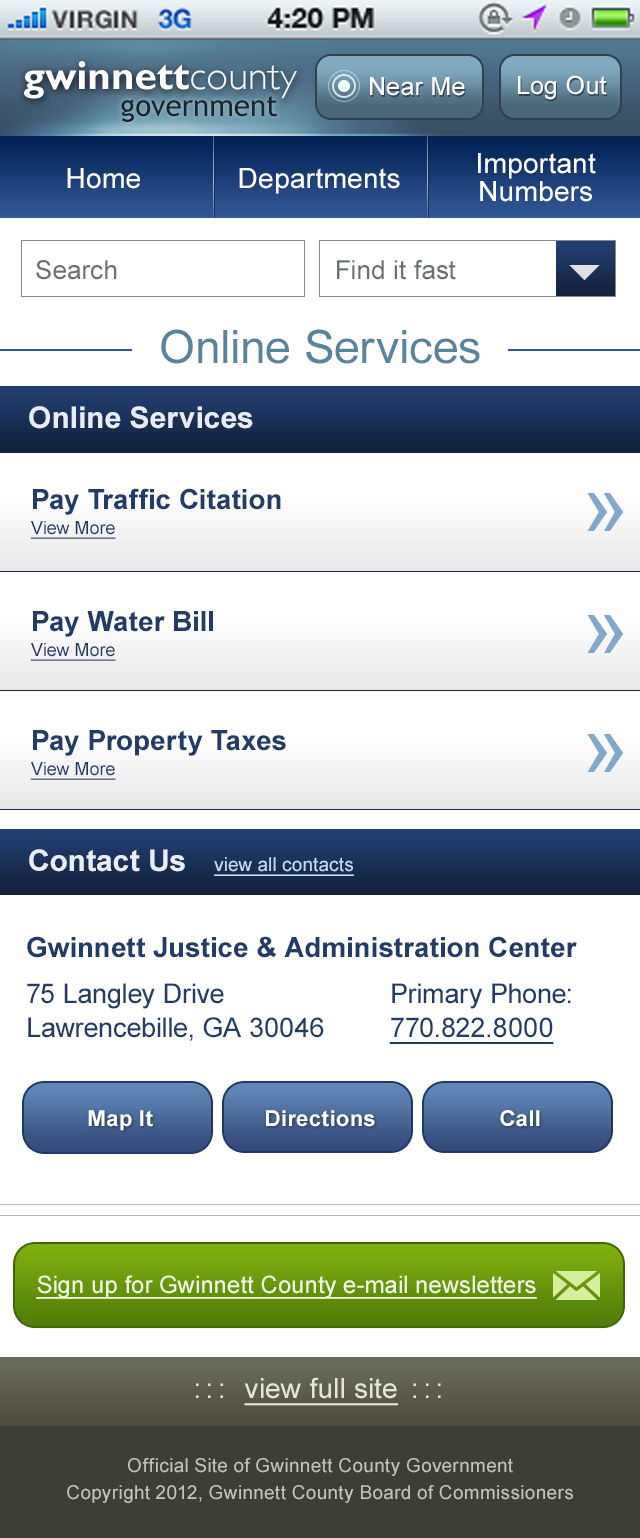 VIRGIN 3G 4:20 PM
gwinnettcounty
government
Near Me
Log Out
Home
Departments
Important
Numbers
Search
Find it fast
Online Services
Online Services
Pay Traffic Citation
View More
Pay Water Bill
View More
Pay Property Taxes
View More
Contact Us view all contacts
Gwinnett Justice & Administration Center
75 Langley Drive
Lawrencebille, GA 30046
Primary Phone:
770.822.8000
Map It
Directions
Call
Sign up for Gwinnett County e-mail newsletters
::: view full site :::
Official Site of Gwinnett County Government
Copyright 2012, Gwinnett County Board of Commissioners